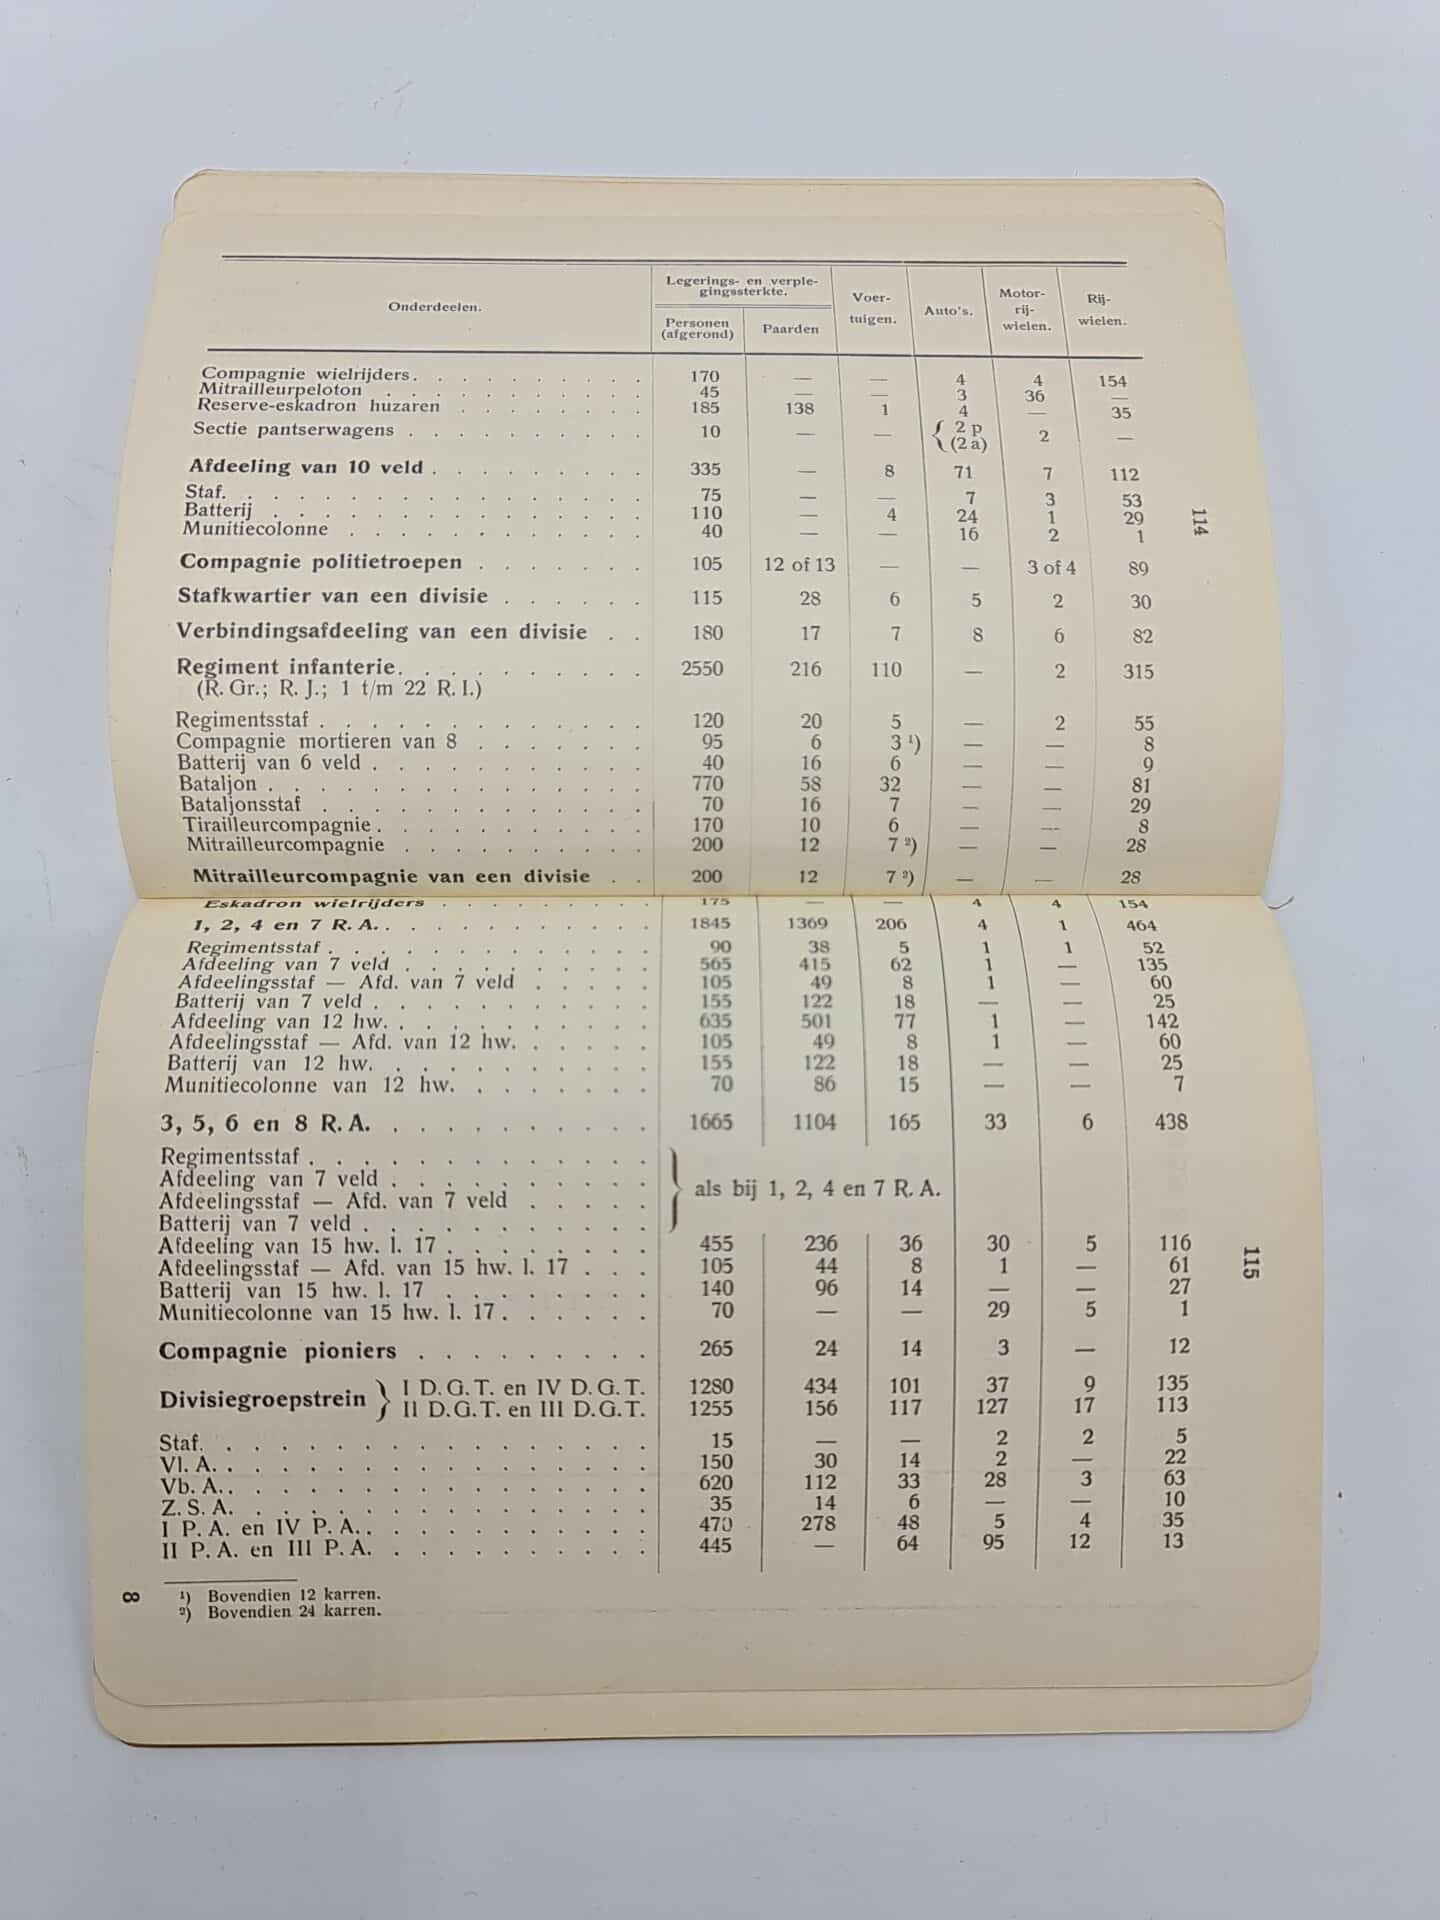 Onderdeelen. Legerings- en verple-gingssterkte. Voer-tuigen. Auto's. Motor-rij-wielen. Rij-wielen.
Personen (afgerond) Paarden
Compagnie wielrijders . . . . . . . . . 170 — — 4 4 154
Mitrailleurpeloton . . . . . . . . . . 45 — — 3 36 —
Reserve-eskadron huzaren . . . . . . . . 185 138 1 4 — 35
Sectie pantserwagens . . . . . . . . . . 10 — — { 2 p (2 a) 2 —
Afdeeling van 10 veld . . . . . . . . . 335 — 8 71 7 112
Staf. . . . . . . . . . . . . . . . 75 — — 7 3 53
Batterij . . . . . . . . . . . . . . 110 — 4 24 1 29
Munitiecolonne . . . . . . . . . . . . 40 — — 16 2 1
114
Compagnie politietroepen . . . . . . . 105 12 of 13 — — 3 of 4 89
Stafkwartier van een divisie . . . . . . 115 28 6 5 2 30
Verbindingsafdeeling van een divisie . . 180 17 7 8 6 82
Regiment infanterie. . . . . . . . . . 2550 216 110 — 2 315
(R. Gr.; R. J.; 1 t/m 22 R. I.)
Regimentsstaf . . . . . . . . . . . . . 120 20 5 — 2 55
Compagnie mortieren van 8 . . . . . . . 95 6 3 ¹) — — 8
Batterij van 6 veld . . . . . . . . . . . 40 16 6 — — 9
Bataljon . . . . . . . . . . . . . . . 770 58 32 — — 81
Bataljonsstaf . . . . . . . . . . . . . 70 16 7 — — 29
Tirailleurcompagnie . . . . . . . . . . . 170 10 6 — — 8
Mitrailleurcompagnie . . . . . . . . . . 200 12 7 ²) — — 28
Mitrailleurcompagnie van een divisie . . 200 12 7 ²) — — 28
Eskadron wielrijders . . . . . . . . . 175 — — 4 4 154
1, 2, 4 en 7 R. A. . . . . . . . . . . . 1845 1369 206 4 1 464
Regimentsstaf . . . . . . . . . . . . . 90 38 5 1 1 52
Afdeeling van 7 veld . . . . . . . . . . 565 415 62 1 — 135
Afdeelingsstaf — Afd. van 7 veld . . . . . 105 49 8 1 — 60
Batterij van 7 veld . . . . . . . . . . . 155 122 18 — — 25
Afdeeling van 12 hw. . . . . . . . . . . 635 501 77 1 — 142
Afdeelingsstaf — Afd. van 12 hw. . . . . . 105 49 8 1 — 60
Batterij van 12 hw. . . . . . . . . . . . 155 122 18 — — 25
Munitiecolonne van 12 hw. . . . . . . . . 70 86 15 — — 7
3, 5, 6 en 8 R. A. . . . . . . . . . . 1665 1104 165 33 6 438
Regimentsstaf . . . . . . . . . . . . .
Afdeeling van 7 veld . . . . . . . . . .
Afdeelingsstaf — Afd. van 7 veld . . . . .
Batterij van 7 veld . . . . . . . . . . .
} als bij 1, 2, 4 en 7 R. A.
Afdeeling van 15 hw. l. 17 . . . . . . . . 455 236 36 30 5 116
Afdeelingsstaf — Afd. van 15 hw. l. 17 . . . 105 44 8 1 — 61
Batterij van 15 hw. l. 17 . . . . . . . . 140 96 14 — — 27
Munitiecolonne van 15 hw. l. 17 . . . . . . 70 — — 29 5 1
115
Compagnie pioniers . . . . . . . . . 265 24 14 3 — 12
Divisiegroepstrein } I D. G. T. en IV D. G. T. 1280 434 101 37 9 135
II D. G. T. en III D. G. T. 1255 156 117 127 17 113
Staf. . . . . . . . . . . . . . . . . 15 — — 2 2 5
Vl. A. . . . . . . . . . . . . . . . . 150 30 14 2 — 22
Vb. A. . . . . . . . . . . . . . . . . 620 112 33 28 3 63
Z. S. A. . . . . . . . . . . . . . . . 35 14 6 — — 10
I P. A. en IV P. A. . . . . . . . . . . . 470 278 48 5 4 35
II P. A. en III P. A. . . . . . . . . . . 445 — 64 95 12 13
¹) Bovendien 12 karren.
²) Bovendien 24 karren.
8